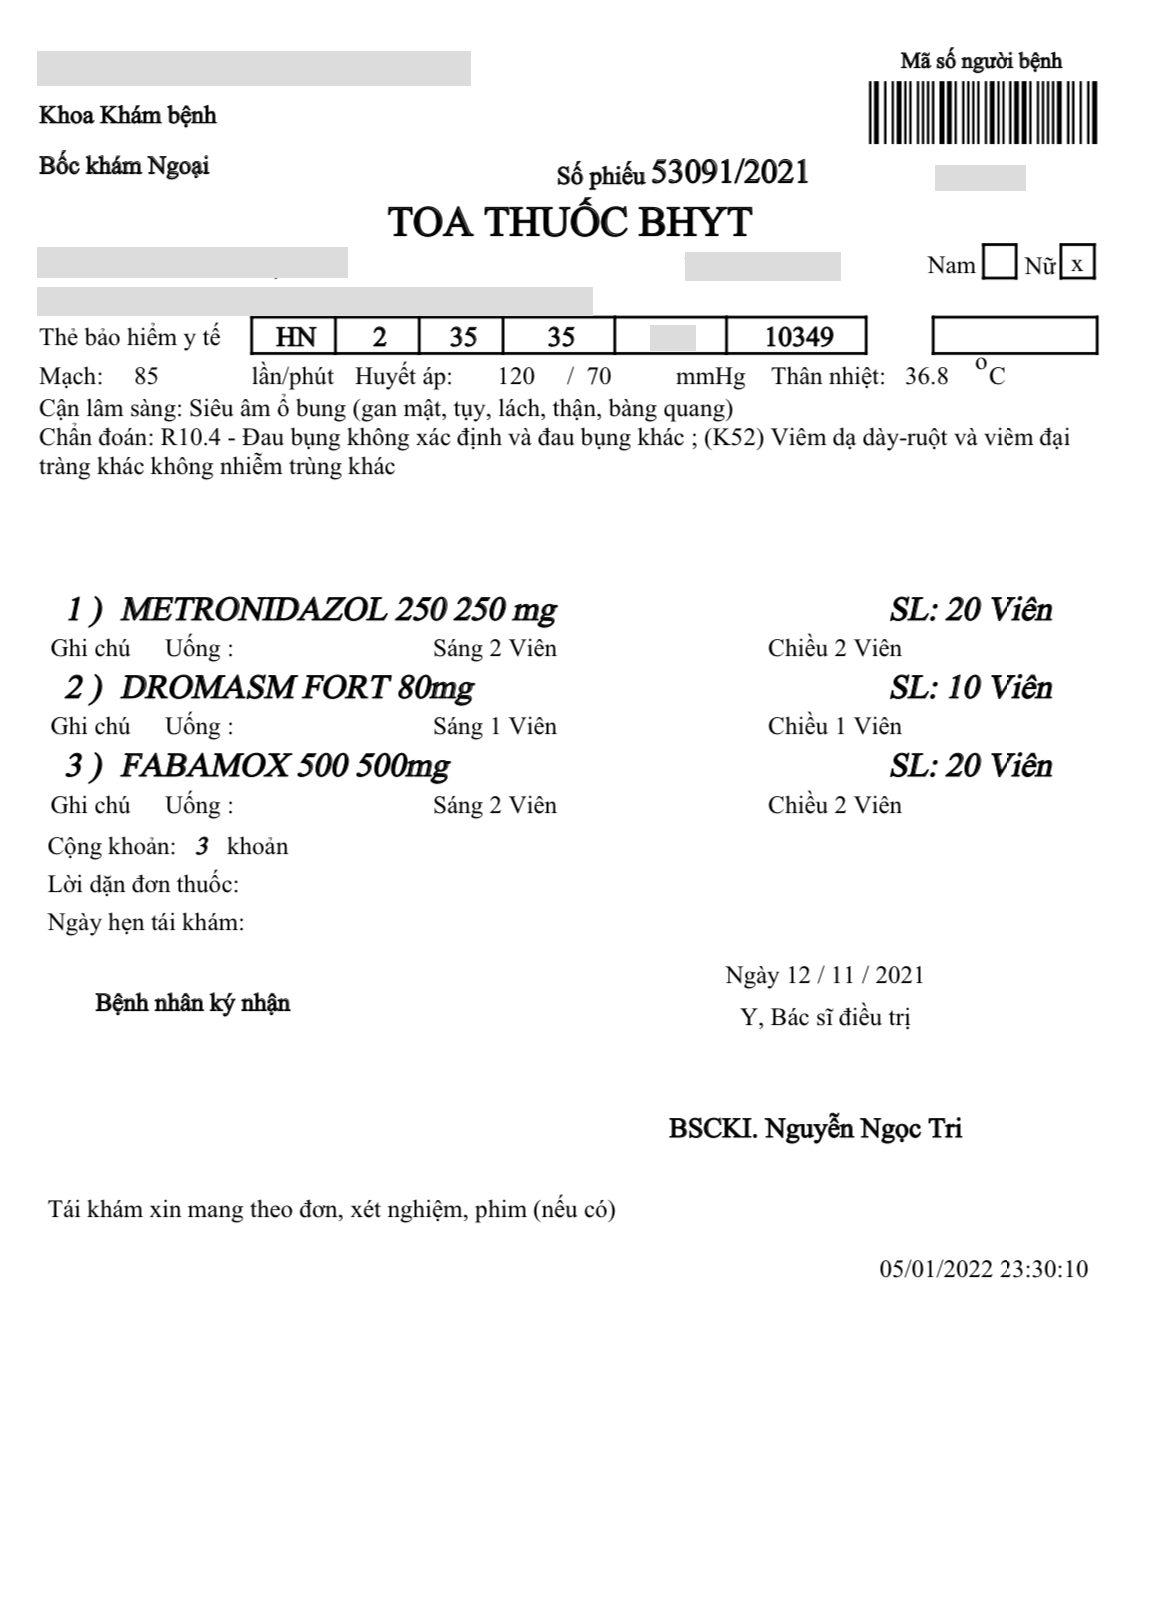 Mã số người bệnh
Khoa Khám bệnh
Bốc khám Ngoại
Số phiếu 53091/2021
TOA THUỐC BHYT
Nam Nữ x
Thẻ bảo hiểm y tế HN 2 35 35 10349
Mạch: 85 lần/phút Huyết áp: 120 / 70 mmHg Thân nhiệt: 36.8 °C
Cận lâm sàng: Siêu âm ổ bung (gan mật, tụy, lách, thận, bàng quang)
Chẩn đoán: R10.4 - Đau bụng không xác định và đau bụng khác ; (K52) Viêm dạ dày-ruột và viêm đại
tràng khác không nhiễm trùng khác
1 ) METRONIDAZOL 250 250 mg SL: 20 Viên
Ghi chú Uống : Sáng 2 Viên Chiều 2 Viên
2 ) DROMASM FORT 80mg SL: 10 Viên
Ghi chú Uống : Sáng 1 Viên Chiều 1 Viên
3 ) FABAMOX 500 500mg SL: 20 Viên
Ghi chú Uống : Sáng 2 Viên Chiều 2 Viên
Cộng khoản: 3 khoản
Lời dặn đơn thuốc:
Ngày hẹn tái khám:
Ngày 12 / 11 / 2021
Bệnh nhân ký nhận
Y, Bác sĩ điều trị
BSCKI. Nguyễn Ngọc Tri
Tái khám xin mang theo đơn, xét nghiệm, phim (nếu có)
05/01/2022 23:30:10